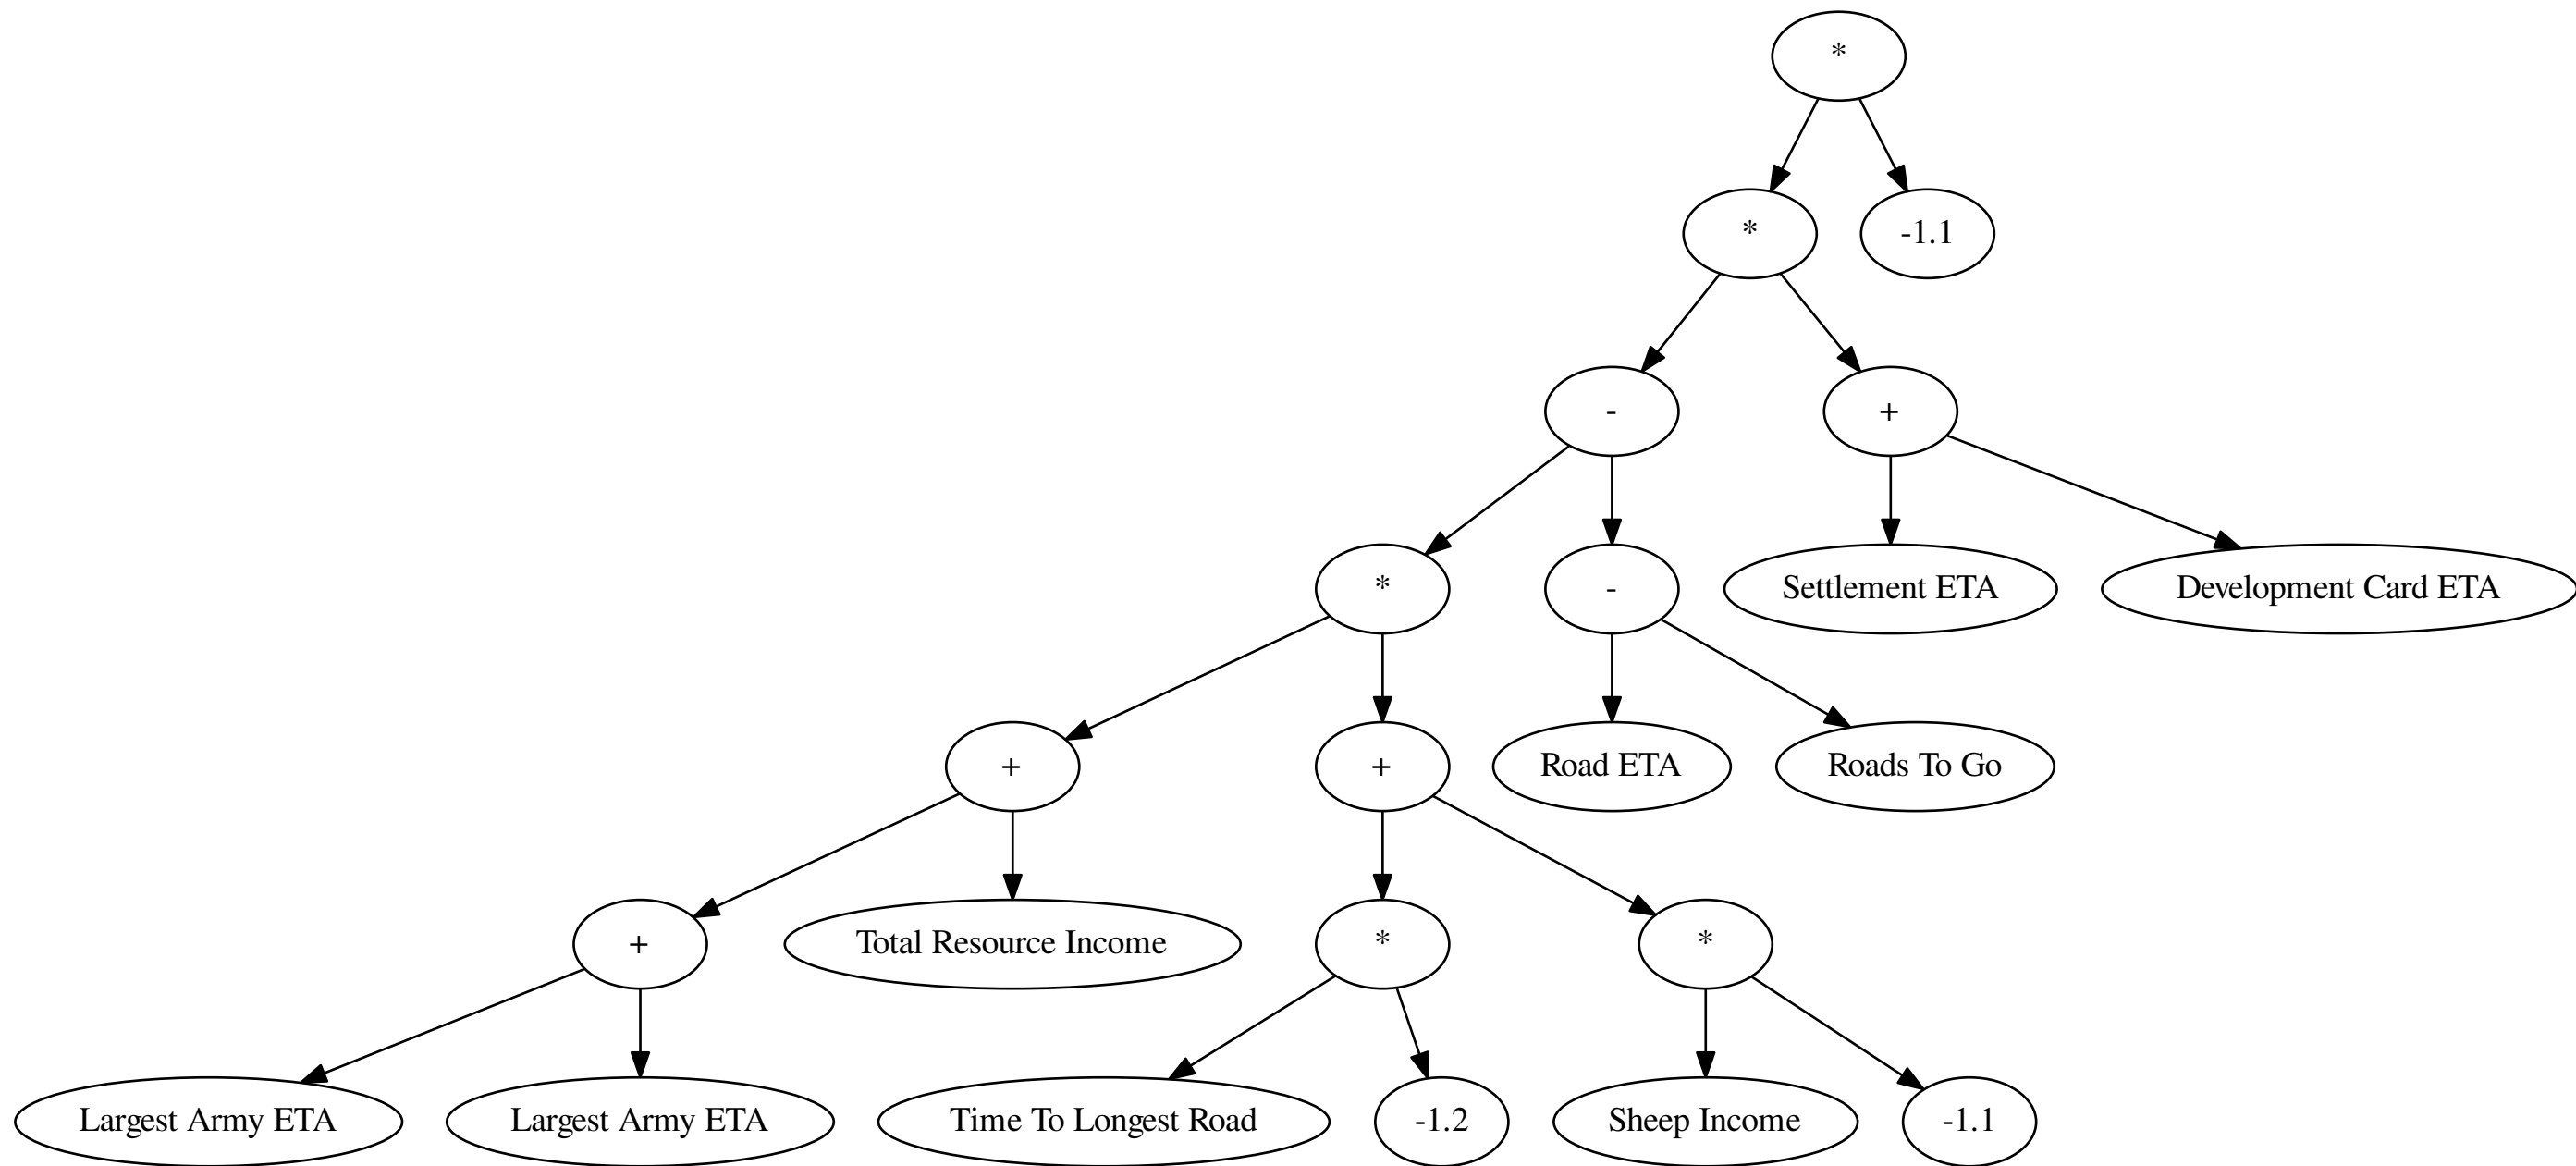 *
*
-1.1
-
+
*
-
Settlement ETA
Development Card ETA
+
+
Road ETA
Roads To Go
+
Total Resource Income
*
*
Largest Army ETA
Largest Army ETA
Time To Longest Road
-1.2
Sheep Income
-1.1